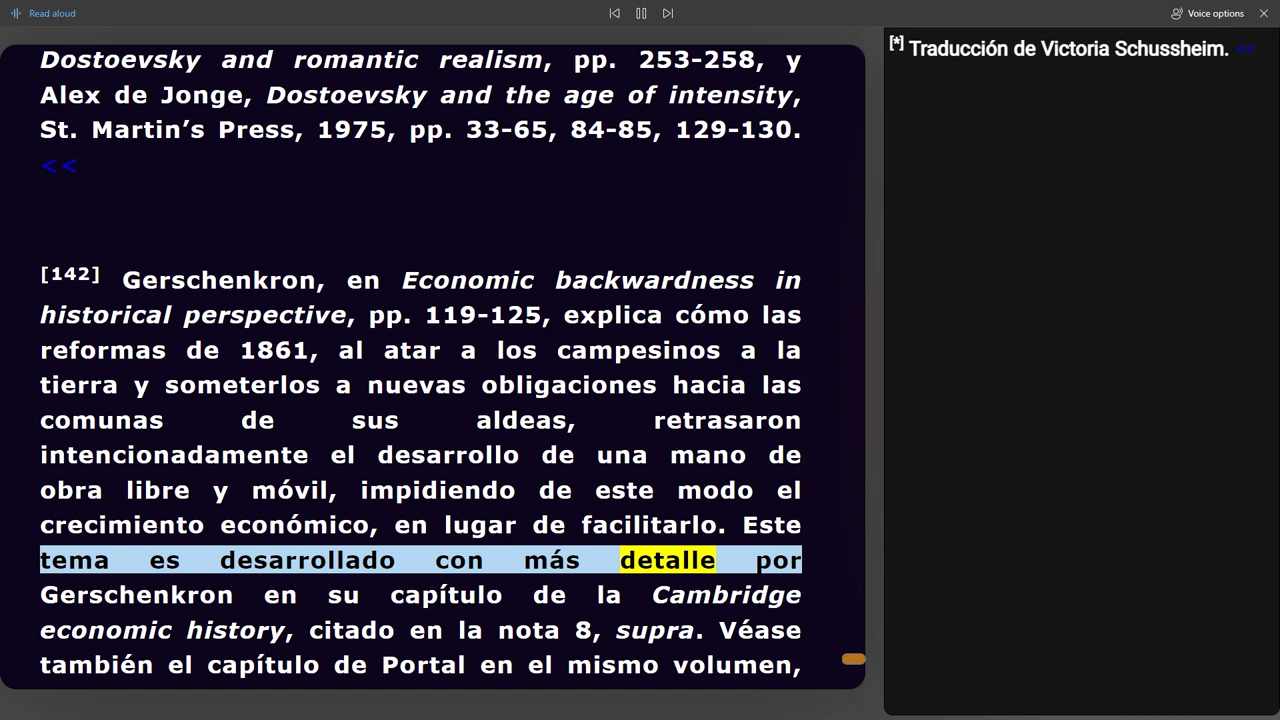 Read aloud
Voice options
Dostoevsky and romantic realism, pp. 253-258, y
Alex de Jonge, Dostoevsky and the age of intensity,
St. Martin’s Press, 1975, pp. 33-65, 84-85, 129-130.
<<
[142] Gerschenkron, en Economic backwardness in
historical perspective, pp. 119-125, explica cómo las
reformas de 1861, al atar a los campesinos a la
tierra y someterlos a nuevas obligaciones hacia las
comunas de sus aldeas, retrasaron
intencionadamente el desarrollo de una mano de
obra libre y móvil, impidiendo de este modo el
crecimiento económico, en lugar de facilitarlo. Este
tema es desarrollado con más detalle por
Gerschenkron en su capítulo de la Cambridge
economic history, citado en la nota 8, supra. Véase
también el capítulo de Portal en el mismo volumen,
[*] Traducción de Victoria Schussheim. <<